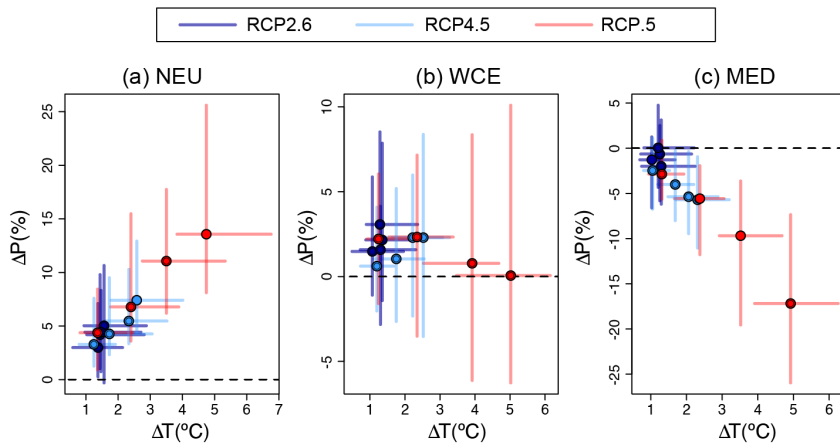 RCP2.6 RCP4.5 RCP.5
(a) NEU (b) WCE (c) MED
ΔP(%)
25
20
15
10
5
0
1 2 3 4 5 6 7
ΔT(ºC)
ΔP(%)
10
5
0
-5
1 2 3 4 5 6
ΔT(ºC)
ΔP(%)
5
0
-5
-10
-15
-20
-25
1 2 3 4 5 6
ΔT(ºC)